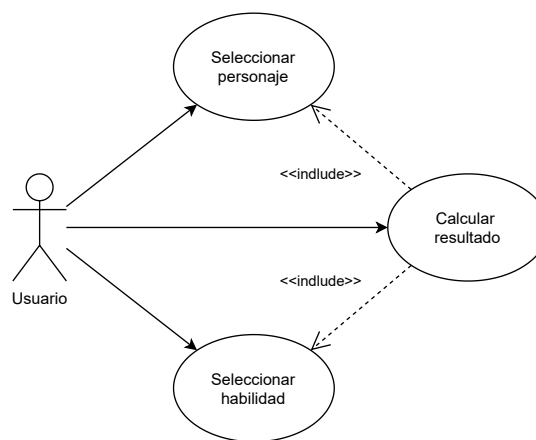 Seleccionar
personaje
<<indlude>>
Calcular
resultado
Usuario
<<indlude>>
Seleccionar
habilidad